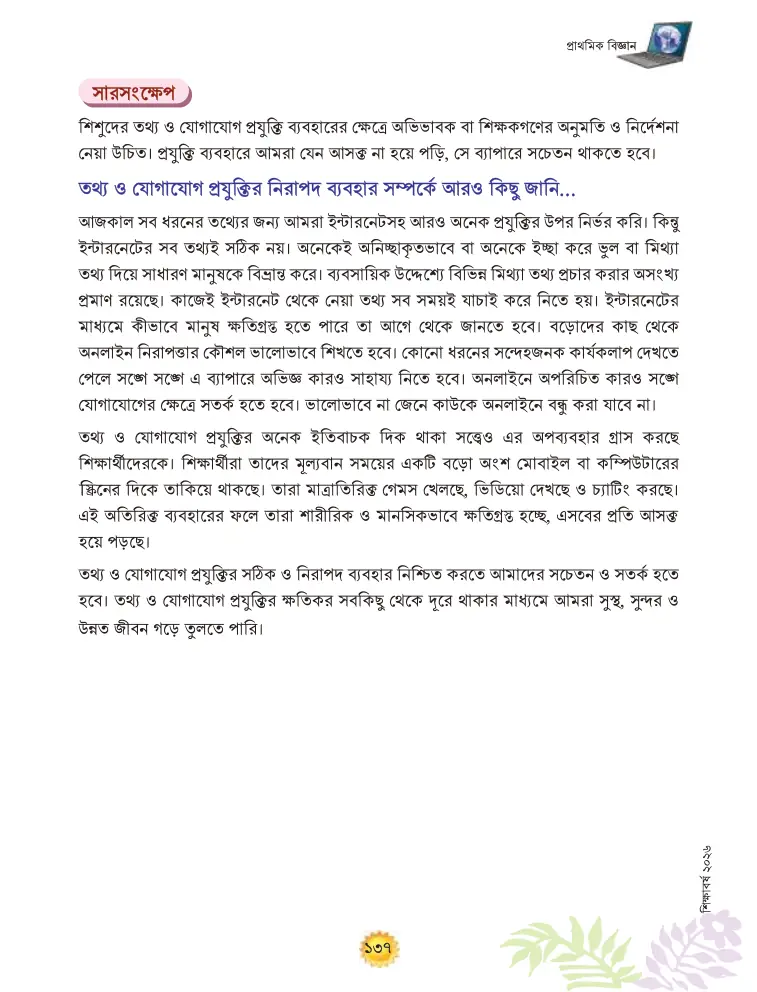 প্রাথমিক বিজ্ঞান
সারসংক্ষেপ
শিশুদের তথ্য ও যোগাযোগ প্রযুক্তি ব্যবহারের ক্ষেত্রে অভিভাবক বা শিক্ষকগণের অনুমতি ও নির্দেশনা
নেয়া উচিত। প্রযুক্তি ব্যবহারে আমরা যেন আসক্ত না হয়ে পড়ি, সে ব্যাপারে সচেতন থাকতে হবে।
তথ্য ও যোগাযোগ প্রযুক্তির নিরাপদ ব্যবহার সম্পর্কে আরও কিছু জানি...
আজকাল সব ধরনের তথ্যের জন্য আমরা ইন্টারনেটসহ আরও অনেক প্রযুক্তির উপর নির্ভর করি। কিন্তু
ইন্টারনেটের সব তথ্যই সঠিক নয়। অনেকেই অনিচ্ছাকৃতভাবে বা অনেকে ইচ্ছা করে ভুল বা মিথ্যা
তথ্য দিয়ে সাধারণ মানুষকে বিভ্রান্ত করে। ব্যবসায়িক উদ্দেশ্যে বিভিন্ন মিথ্যা তথ্য প্রচার করার অসংখ্য
প্রমাণ রয়েছে। কাজেই ইন্টারনেট থেকে নেয়া তথ্য সব সময়ই যাচাই করে নিতে হয়। ইন্টারনেটের
মাধ্যমে কীভাবে মানুষ ক্ষতিগ্রস্ত হতে পারে তা আগে থেকে জানতে হবে। বড়োদের কাছ থেকে
অনলাইন নিরাপত্তার কৌশল ভালোভাবে শিখতে হবে। কোনো ধরনের সন্দেহজনক কার্যকলাপ দেখতে
পেলে সঙ্গে সঙ্গে এ ব্যাপারে অভিজ্ঞ কারও সাহায্য নিতে হবে। অনলাইনে অপরিচিত কারও সঙ্গে
যোগাযোগের ক্ষেত্রে সতর্ক হতে হবে। ভালোভাবে না জেনে কাউকে অনলাইনে বন্ধু করা যাবে না।
তথ্য ও যোগাযোগ প্রযুক্তির অনেক ইতিবাচক দিক থাকা সত্ত্বেও এর অপব্যবহার গ্রাস করছে
শিক্ষার্থীদেরকে। শিক্ষার্থীরা তাদের মূল্যবান সময়ের একটি বড়ো অংশ মোবাইল বা কম্পিউটারের
স্ক্রিনের দিকে তাকিয়ে থাকছে। তারা মাত্রাতিরিক্ত গেমস খেলছে, ভিডিয়ো দেখছে ও চ্যাটিং করছে।
এই অতিরিক্ত ব্যবহারের ফলে তারা শারীরিক ও মানসিকভাবে ক্ষতিগ্রস্ত হচ্ছে, এসবের প্রতি আসক্ত
হয়ে পড়ছে।
তথ্য ও যোগাযোগ প্রযুক্তির সঠিক ও নিরাপদ ব্যবহার নিশ্চিত করতে আমাদের সচেতন ও সতর্ক হতে
হবে। তথ্য ও যোগাযোগ প্রযুক্তির ক্ষতিকর সবকিছু থেকে দূরে থাকার মাধ্যমে আমরা সুস্থ, সুন্দর ও
উন্নত জীবন গড়ে তুলতে পারি।
শিক্ষাবর্ষ ২০২৬
১৩৭